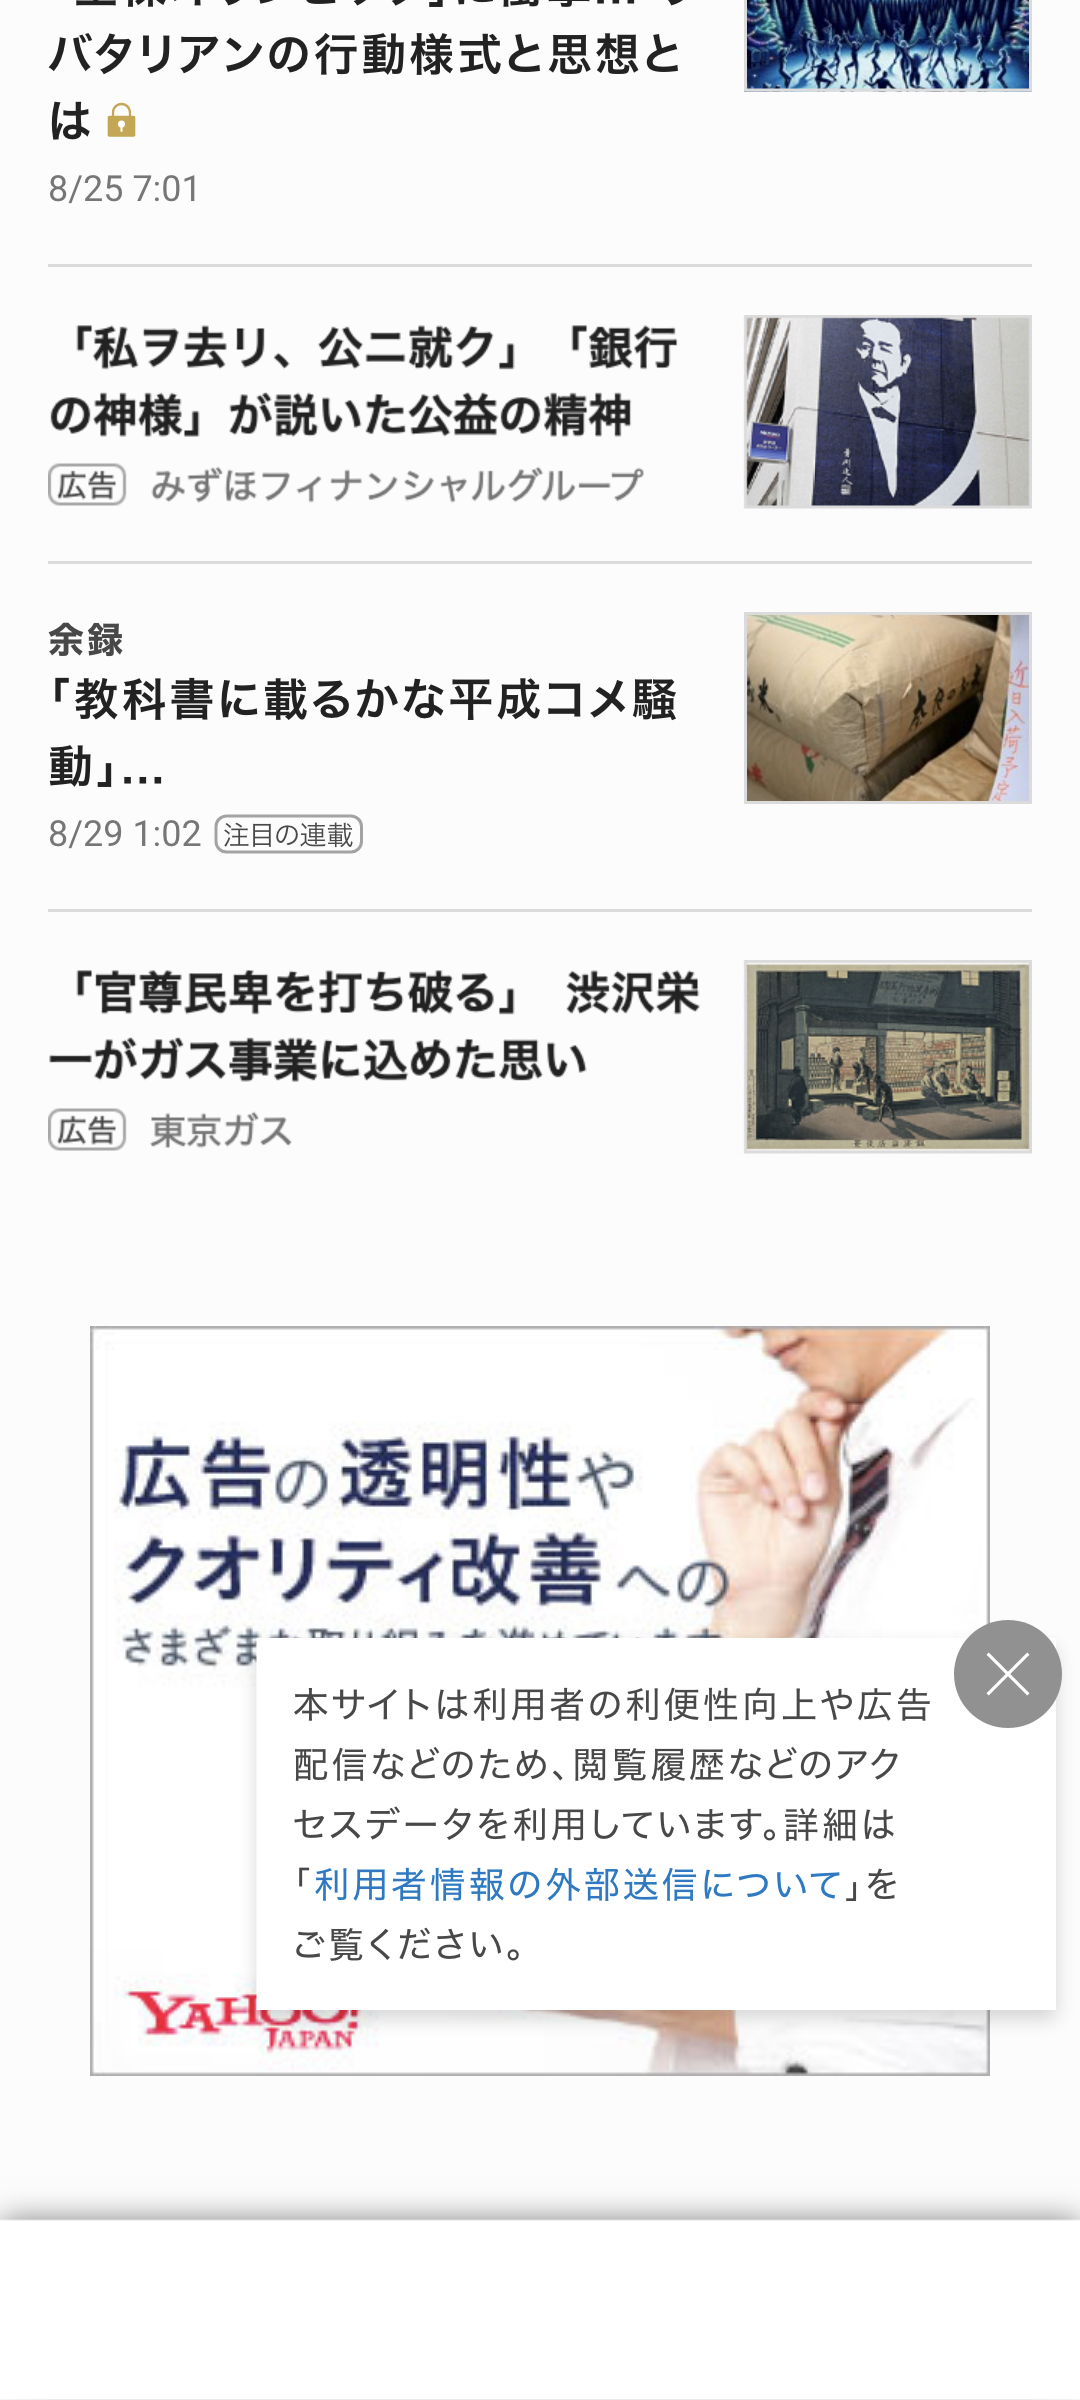 バタリアンの行動様式と思想と
は
8/25 7:01
「私ヲ去リ、公ニ就ク」「銀行
の神様」が説いた公益の精神
広告 みずほフィナンシャルグループ
余録
「教科書に載るかな平成コメ騒
動」…
近日入荷予定
8/29 1:02 注目の連載
「官尊民卑を打ち破る」 渋沢栄
一がガス事業に込めた思い
広告 東京ガス
広告の透明性や
クオリティ改善への
さまざま
本サイトは利用者の利便性向上や広告
配信などのため、閲覧履歴などのアク
セスデータを利用しています。詳細は
「利用者情報の外部送信について」を
ご覧ください。
YAHOO!
JAPAN